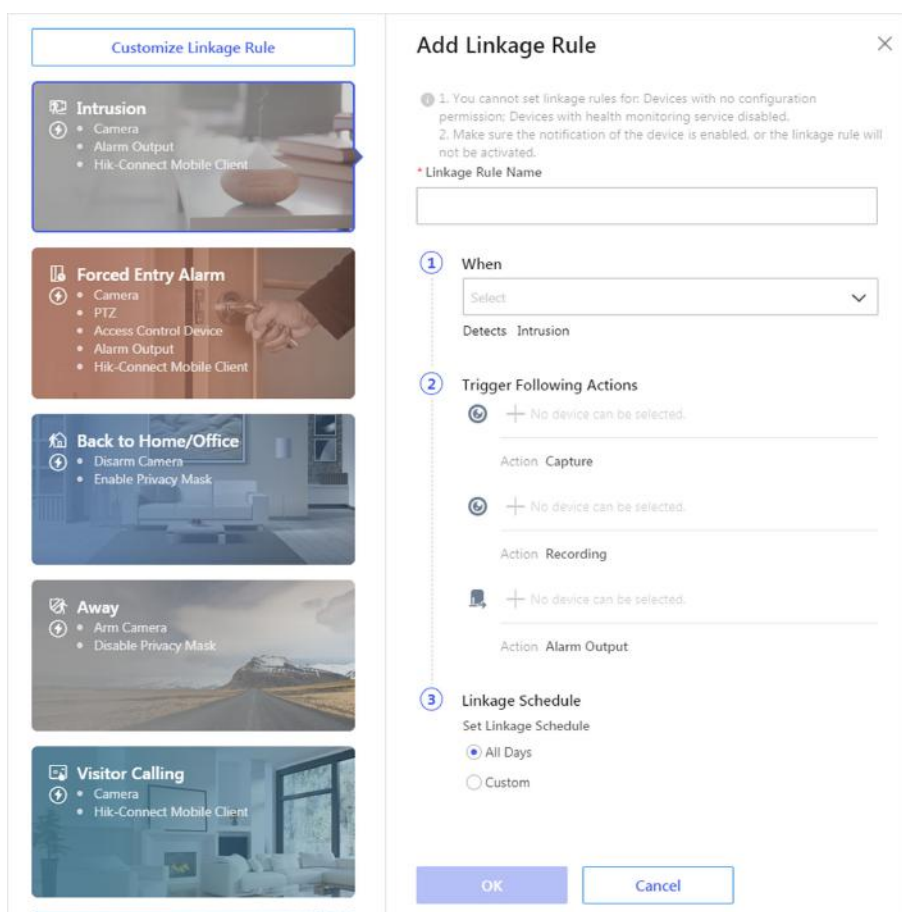 Customize Linkage Rule
Intrusion
• Camera
• Alarm Output
• Hik-Connect Mobile Client
Forced Entry Alarm
• Camera
• PTZ
• Access Control Device
• Alarm Output
• Hik-Connect Mobile Client
Back to Home/Office
• Disarm Camera
• Enable Privacy Mask
Away
• Arm Camera
• Disable Privacy Mask
Visitor Calling
• Camera
• Hik-Connect Mobile Client
Add Linkage Rule
1. You cannot set linkage rules for: Devices with no configuration
permission; Devices with health monitoring service disabled.
2. Make sure the notification of the device is enabled, or the linkage rule will
not be activated.
* Linkage Rule Name
1 When
Select
Detects Intrusion
2 Trigger Following Actions
No device can be selected.
Action Capture
No device can be selected.
Action Recording
No device can be selected.
Action Alarm Output
3 Linkage Schedule
Set Linkage Schedule
All Days
Custom
OK Cancel